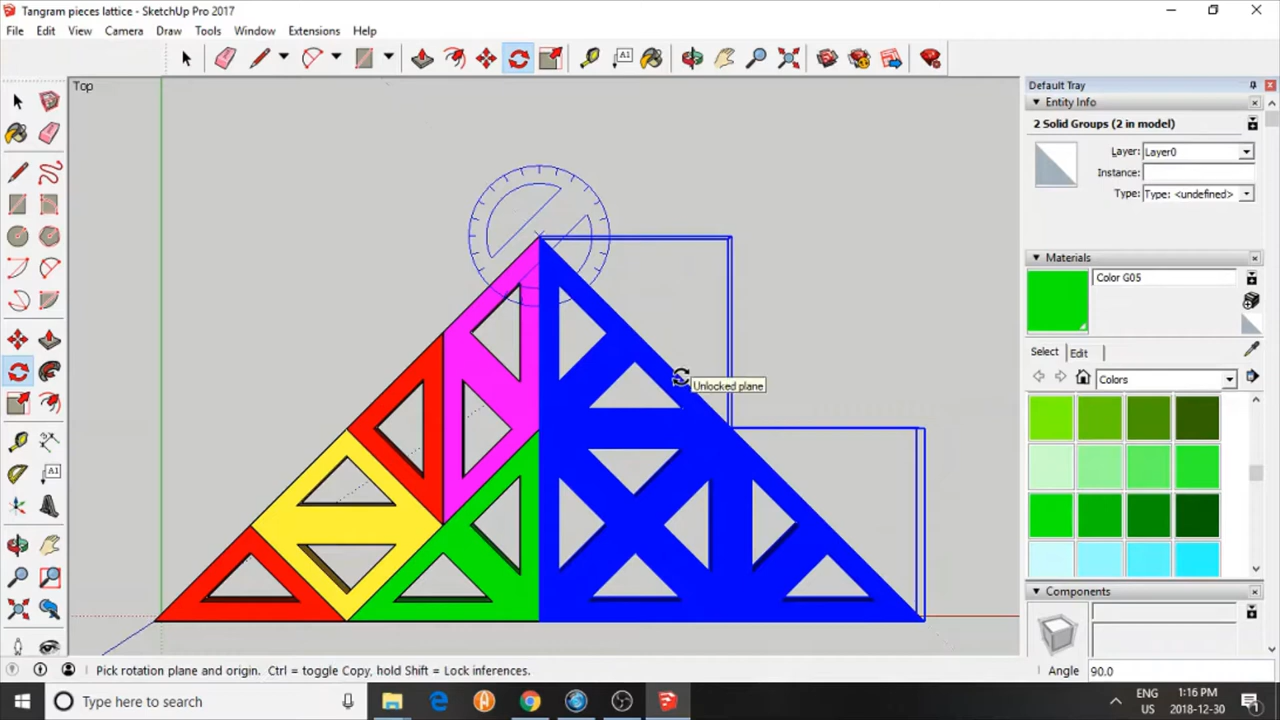 Tangram pieces lattice - SketchUp Pro 2017
File Edit View Camera Draw Tools Window Extensions Help
A1
Top
Default Tray
Entity Info
2 Solid Groups (2 in model)
Layer: Layer0
Instance:
Type: Type: <undefined>
Materials
Color G05
Select Edit
Colors
Unlocked plane
A1
Components
Pick rotation plane and origin. Ctrl = toggle Copy, hold Shift = Lock inferences.
Angle 90.0
Type here to search
ENG
US
1:16 PM
2018-12-30
1